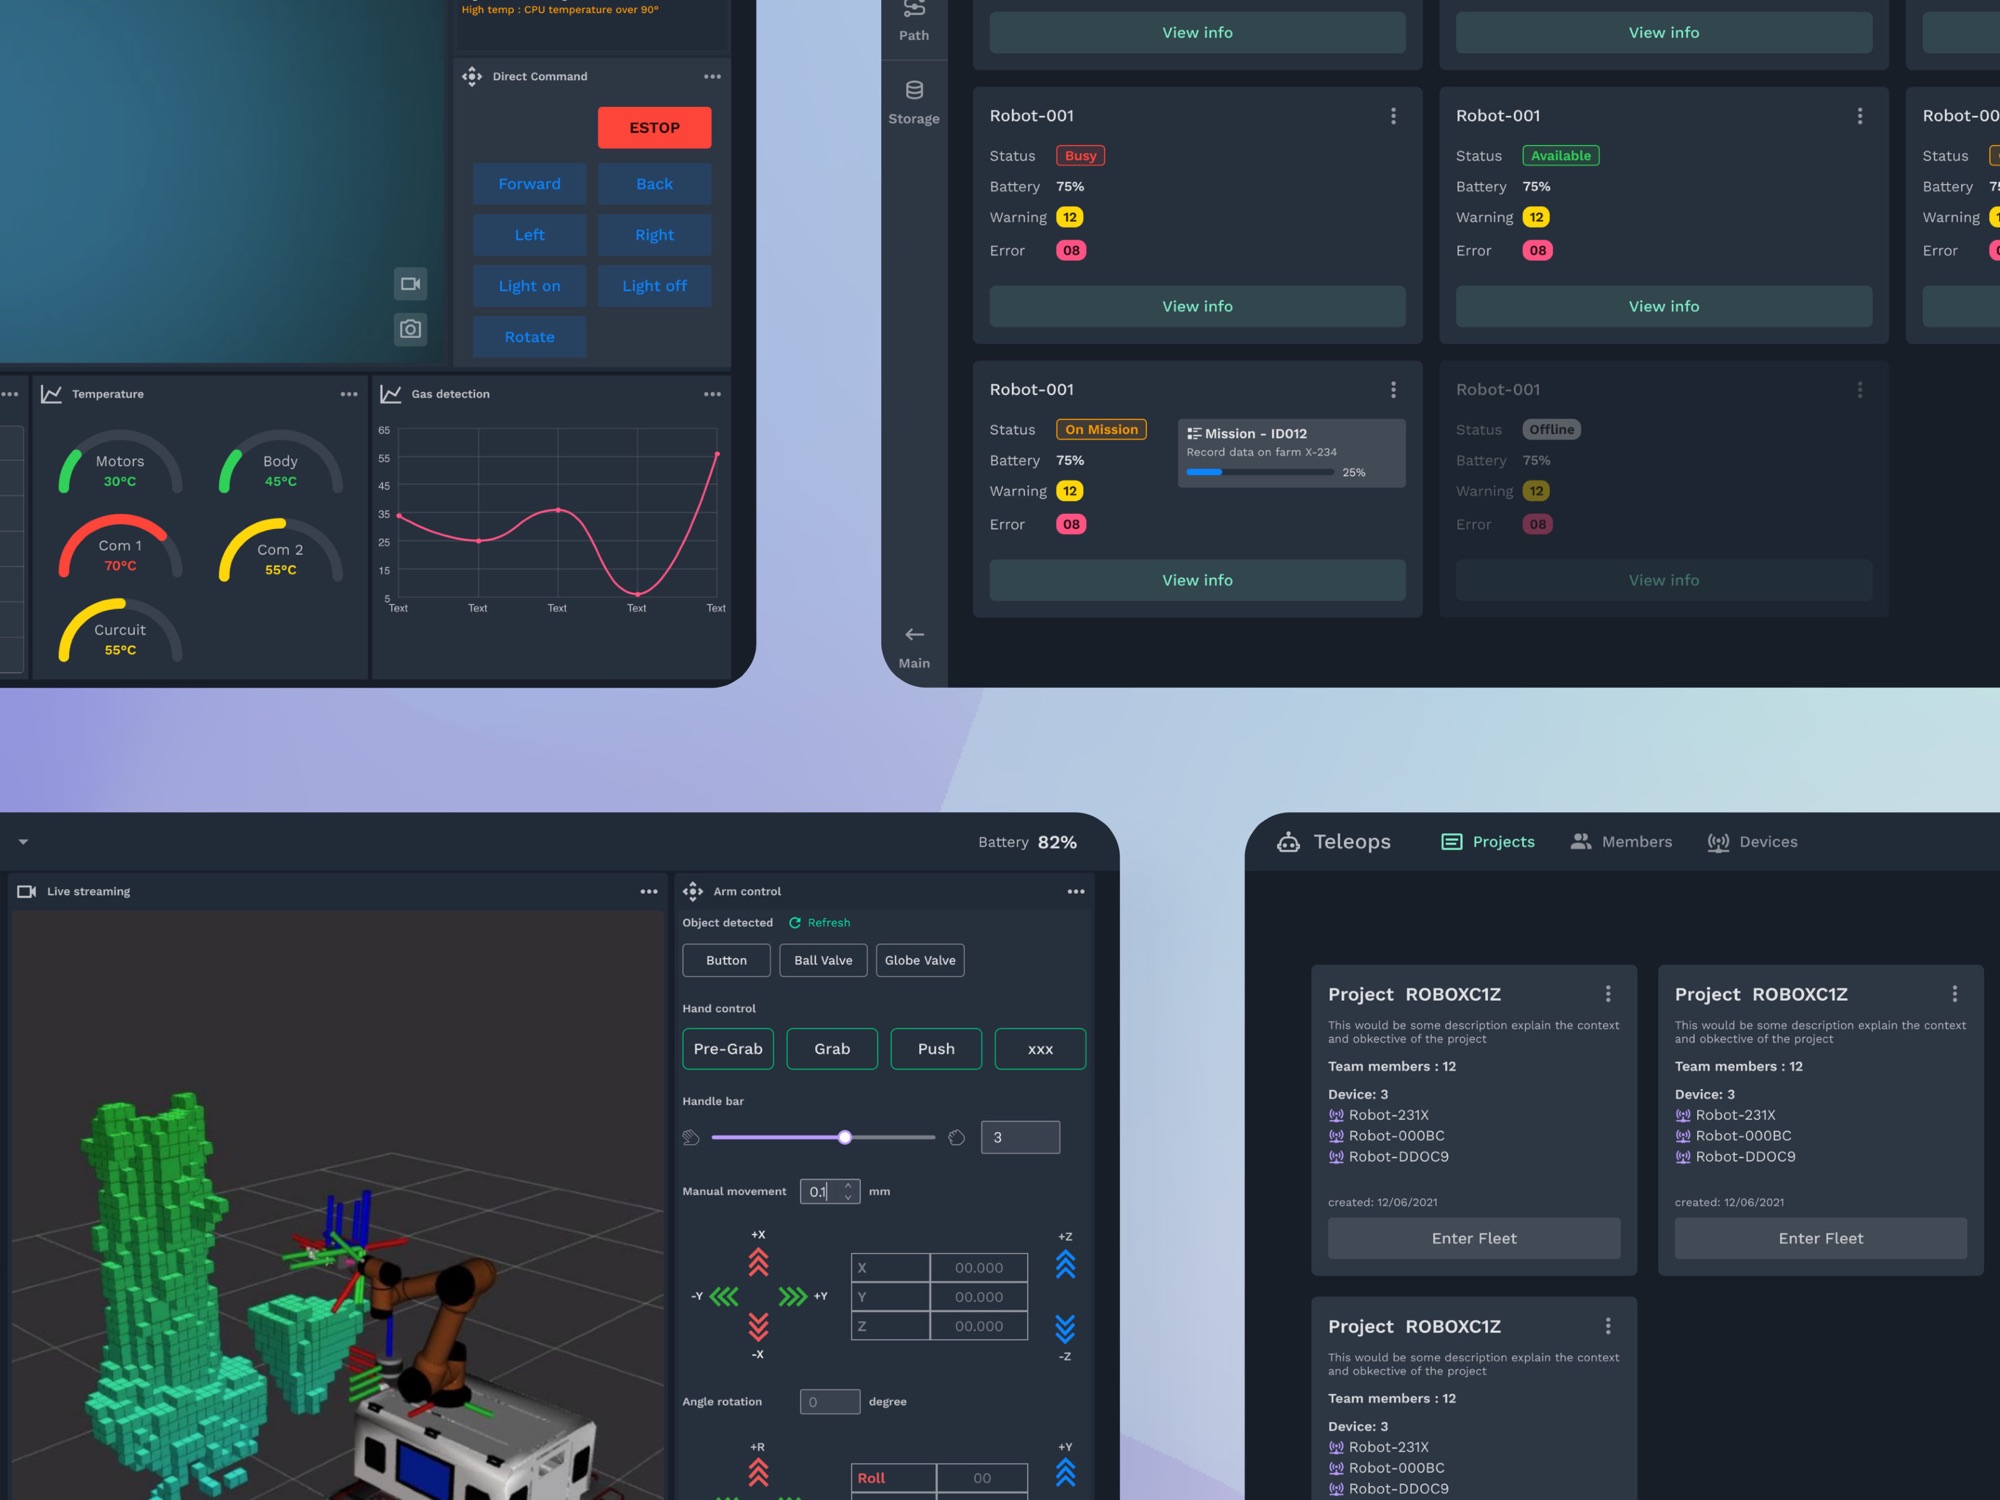 High temp : CPU temperature over 90°
Direct Command
ESTOP
Forward
Back
Left
Right
Light on
Light off
Rotate
Temperature
Motors
30°C
Body
45°C
Com 1
70°C
Com 2
55°C
Curcuit
55°C
Gas detection
65
55
45
35
25
15
5
Text
Text
Text
Text
Text
Path
Storage
Main
View info
View info
Robot-001
Status Busy
Battery 75%
Warning 12
Error 08
View info
Robot-001
Status Available
Battery 75%
Warning 12
Error 08
View info
Robot-00
Status
Battery
Warning
Error
Robot-001
Status On Mission
Battery 75%
Warning 12
Error 08
Mission - ID012
Record data on farm X-234
25%
View info
Robot-001
Status Offline
Battery 75%
Warning 12
Error 08
View info
Battery 82%
Live streaming
Arm control
Object detected Refresh
Button
Ball Valve
Globe Valve
Hand control
Pre-Grab
Grab
Push
xxx
Handle bar
3
Manual movement 0.1 mm
+X
-Y
+Y
-X
X 00.000
Y 00.000
Z 00.000
+Z
-Z
Angle rotation 0 degree
+R
Roll 00
+Y
Teleops
Projects
Members
Devices
Project ROBOXC1Z
This would be some description explain the context
and obkective of the project
Team members : 12
Device: 3
Robot-231X
Robot-000BC
Robot-DDOC9
created: 12/06/2021
Enter Fleet
Project ROBOXC1Z
This would be some description explain the context
and obkective of the project
Team members : 12
Device: 3
Robot-231X
Robot-000BC
Robot-DDOC9
created: 12/06/2021
Enter Fleet
Project ROBOXC1Z
This would be some description explain the context
and obkective of the project
Team members : 12
Device: 3
Robot-231X
Robot-000BC
Robot-DDOC9